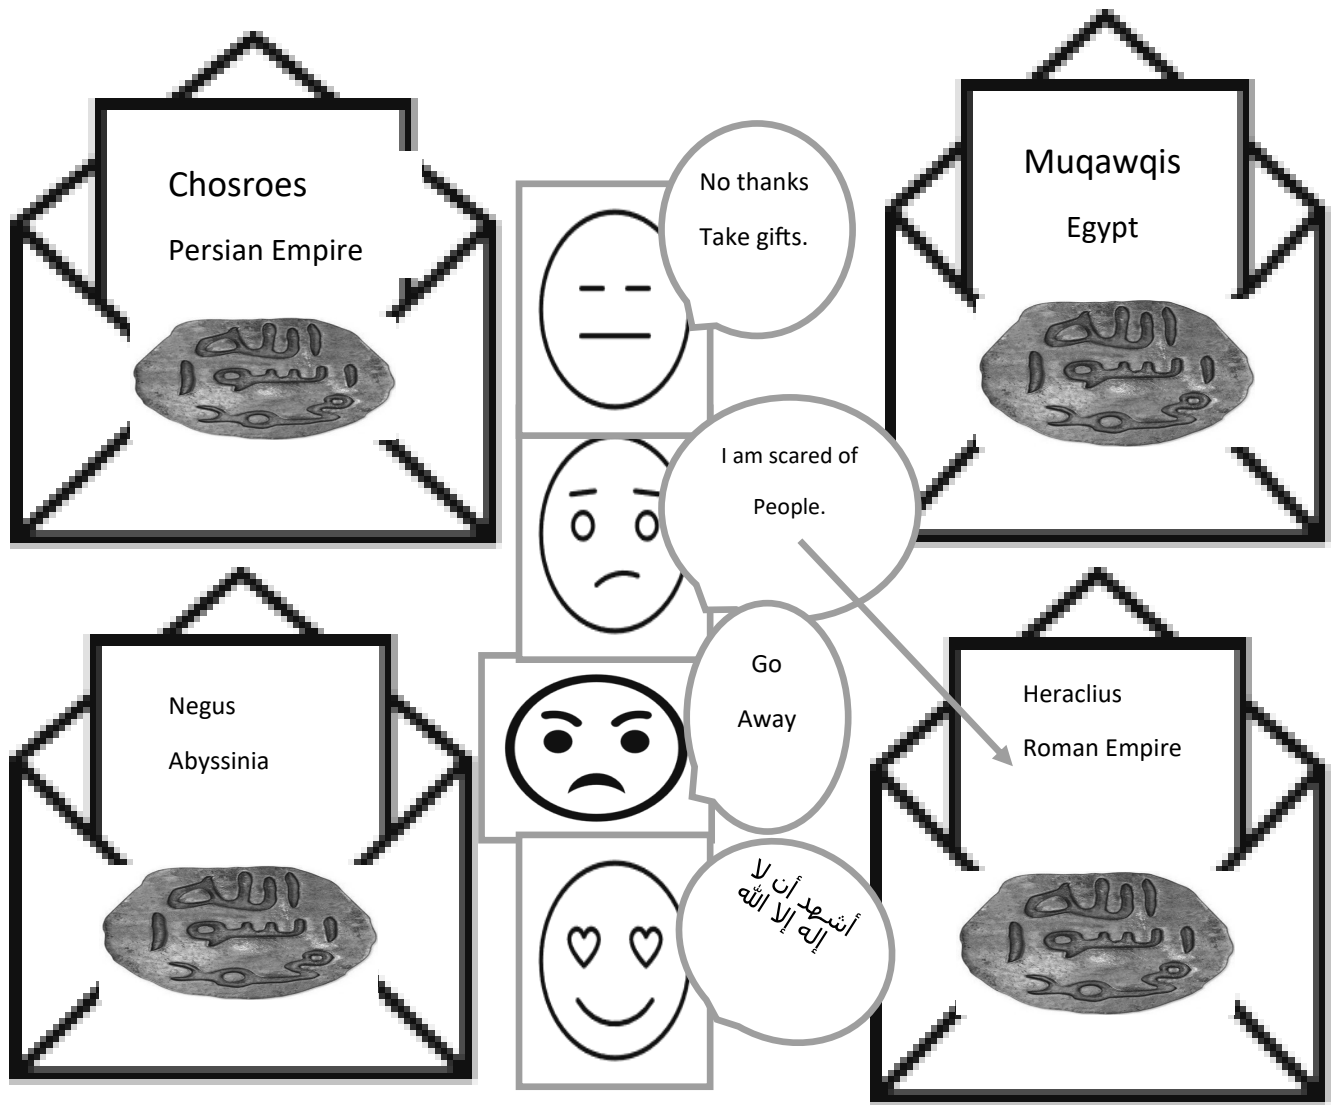 Chosroes
Persian Empire
الله
رسول
محمد
No thanks
Take gifts.
Muqawqis
Egypt
الله
رسول
محمد
I am scared of
People.
Go
Away
Negus
Abyssinia
الله
رسول
محمد
أشهد أن لا
إله إلا الله
Heraclius
Roman Empire
الله
رسول
محمد